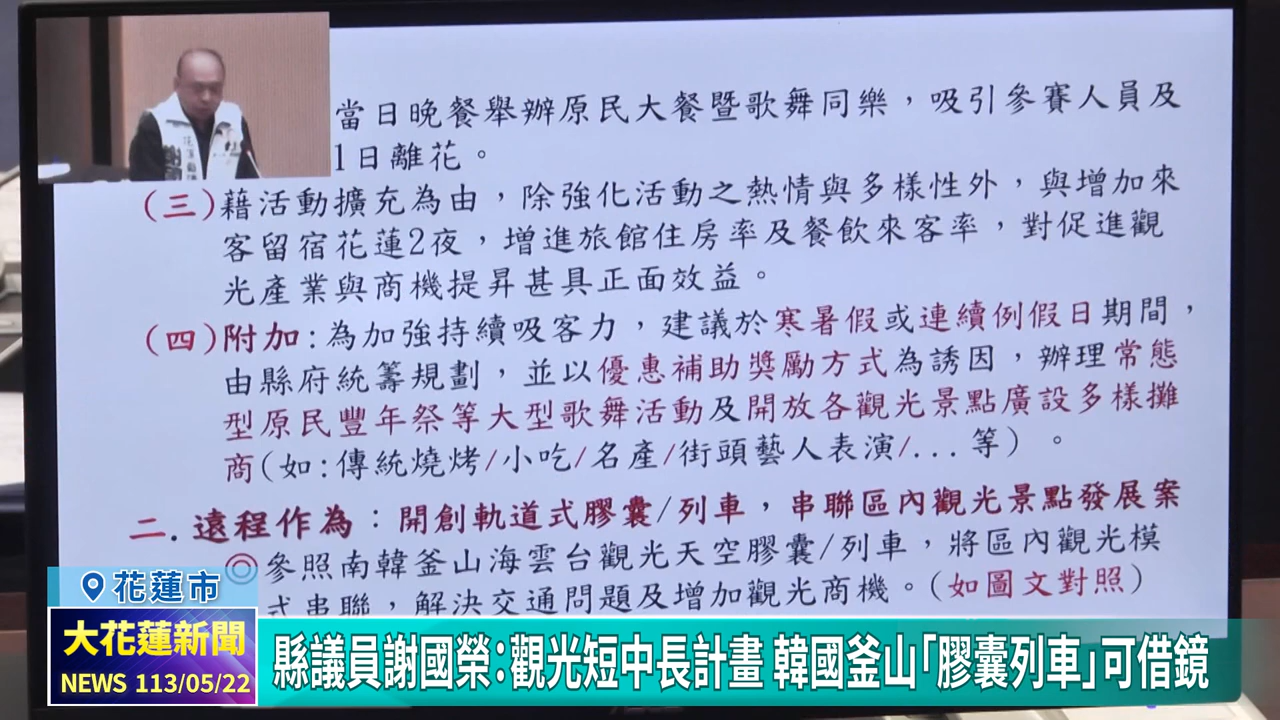 當日晚餐舉辦原民大餐暨歌舞同樂，吸引參賽人員及
1日離花。
(三)藉活動擴充為由，除強化活動之熱情與多樣性外，與增加來
客留宿花蓮2夜，增進旅館住房率及餐飲來客率，對促進觀
光產業與商機提昇甚具正面效益。
(四)附加:為加強持續吸客力，建議於寒暑假或連續例假日期間，
由縣府統籌規劃，並以優惠補助獎勵方式為誘因，辦理常態
型原民豐年祭等大型歌舞活動及開放各觀光景點廣設多樣攤
商(如:傳統燒烤/小吃/名產/街頭藝人表演/...等)。
二.遠程作為：開創軌道式膠囊/列車，串聯區內觀光景點發展案
◎參照南韓釜山海雲台觀光天空膠囊/列車，將區內觀光模
式串聯，解決交通問題及增加觀光商機。(如圖文對照)
花蓮市
大花蓮新聞
NEWS 113/05/22
縣議員謝國榮：觀光短中長計畫 韓國釜山「膠囊列車」可借鏡